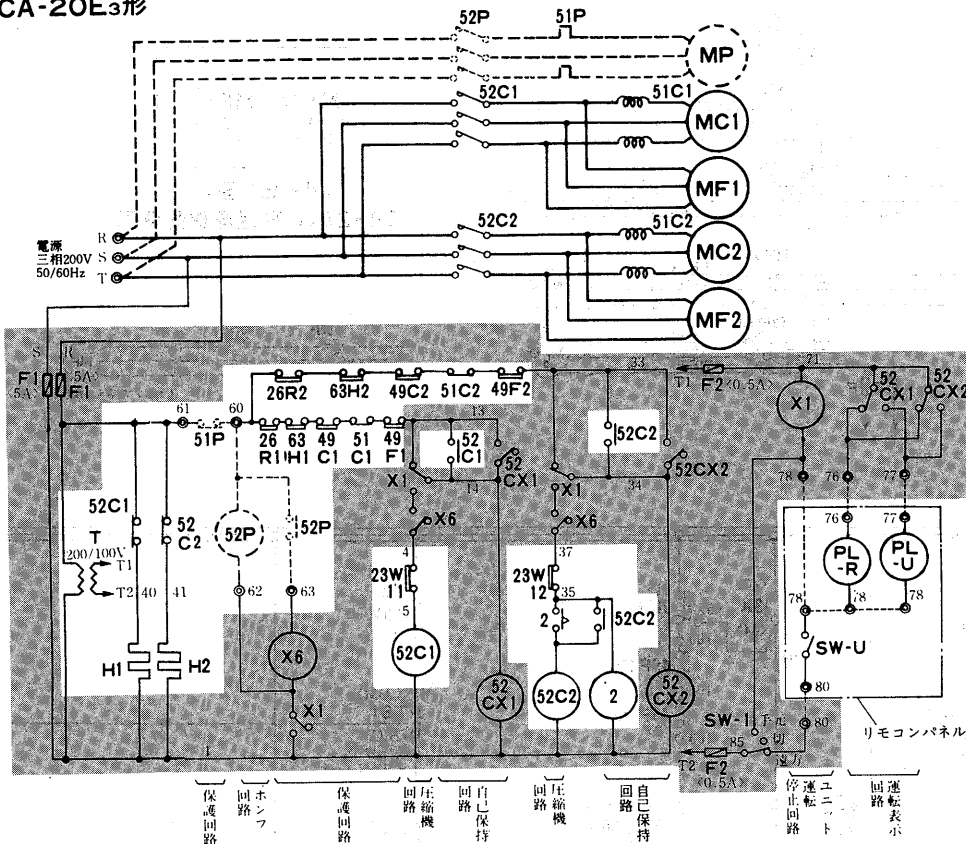 CA-20E₃形
52P
51P
MP
52C1
51C1
MC1
MF1
52C2
51C2
MC2
MF2
電源
三相200V
50/60Hz
R
S
T
S
R
F1
5A
5A
F1
61
60
51P
26R2
63H2
49C2
51C2
49F2
33
T1
F2
(0.5A)
71
26
R1
63
H1
49
C1
51
C1
49
F1
13
52
C1
52
CX1
14
X1
X6
4
23W
11
5
52C1
52
CX1
52C2
52CX2
34
X1
X6
37
23W
12
35
2
52C2
52C2
2
52
CX2
X1
52
CX1
52
CX2
78
76
77
76
77
PL
-R
PL
-U
78
78
78
SW-U
80
80
リモコンパネル
52C1
52
C2
T
200/100V
T1
T2
40
41
H1
H2
52P
52P
62
63
X6
X1
1
SW-1
手元
切
遠方
85
T2
F2
(0.5A)
保護回路
ポンプ
回路
保護回路
圧縮機
回路
自己保持
回路
圧縮機
回路
自己保持
回路
ユニット
運転
停止回路
運転表示
回路